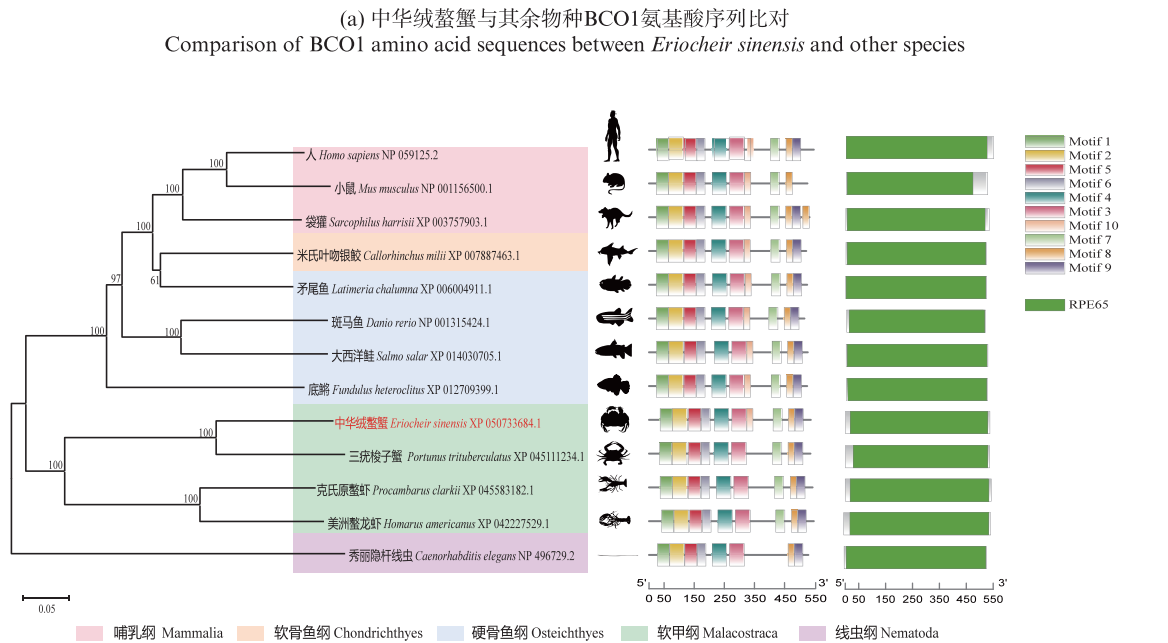 (a) 中华绒螯蟹与其余物种BCO1氨基酸序列比对
Comparison of BCO1 amino acid sequences between Eriocheir sinensis and other species
人 Homo sapiens NP 059125.2
小鼠 Mus musculus NP 001156500.1
袋獾 Sarcophilus harrisii XP 003757903.1
米氏叶吻银鲛 Callorhinchus milii XP 007887463.1
矛尾鱼 Latimeria chalumna XP 006004911.1
斑马鱼 Danio rerio NP 001315424.1
大西洋鲑 Salmo salar XP 014030705.1
底鳉 Fundulus heteroclitus XP 012709399.1
中华绒螯蟹 Eriocheir sinensis XP 050733684.1
三疣梭子蟹 Portunus trituberculatus XP 045111234.1
克氏原螯虾 Procambarus clarkii XP 045583182.1
美洲螯龙虾 Homarus americanus XP 042227529.1
秀丽隐杆线虫 Caenorhabditis elegans NP 496729.2
100
100
100
61
97
100
100
100
100
100
0.05
Motif 1
Motif 2
Motif 5
Motif 6
Motif 4
Motif 3
Motif 10
Motif 7
Motif 8
Motif 9
RPE65
5' 3'
0 50 150 250 350 450 550
5' 3'
0 50 150 250 350 450 550
哺乳纲 Mammalia 软骨鱼纲 Chondrichthyes 硬骨鱼纲 Osteichthyes 软甲纲 Malacostraca 线虫纲 Nematoda